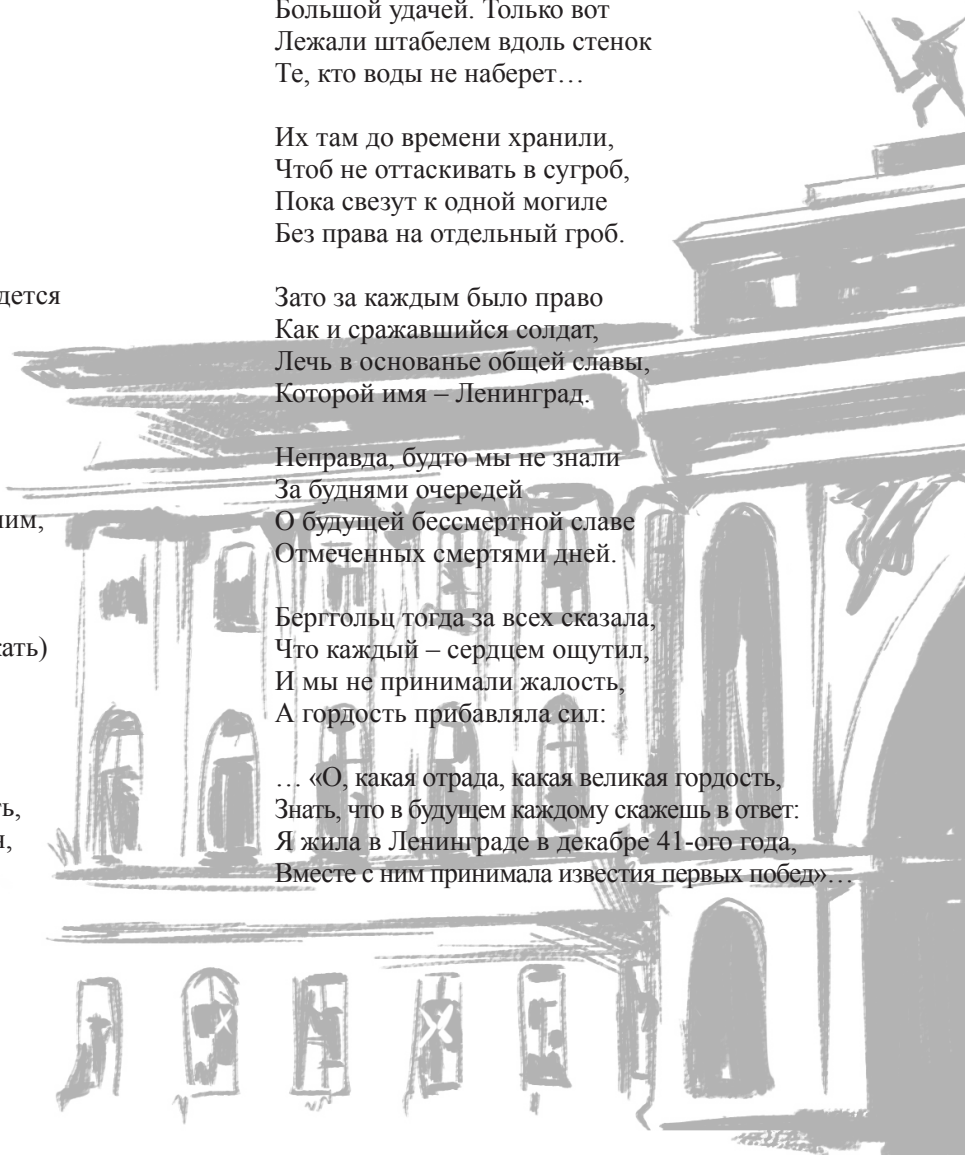 дется
ним,
ать)
ть,
я,
Большой удачей. Только вот
Лежали штабелем вдоль стенок
Те, кто воды не наберет…
Их там до времени хранили,
Чтоб не оттаскивать в сугроб,
Пока свезут к одной могиле
Без права на отдельный гроб.
Зато за каждым было право
Как и сражавшийся солдат,
Лечь в основанье общей славы,
Которой имя – Ленинград.
Неправда, будто мы не знали
За буднями очередей
О будущей бессмертной славе
Отмеченных смертями дней.
Берггольц тогда за всех сказала,
Что каждый – сердцем ощутил,
И мы не принимали жалость,
А гордость прибавляла сил:
… «О, какая отрада, какая великая гордость,
Знать, что в будущем каждому скажешь в ответ:
Я жила в Ленинграде в декабре 41-ого года,
Вместе с ним принимала известия первых побед»…